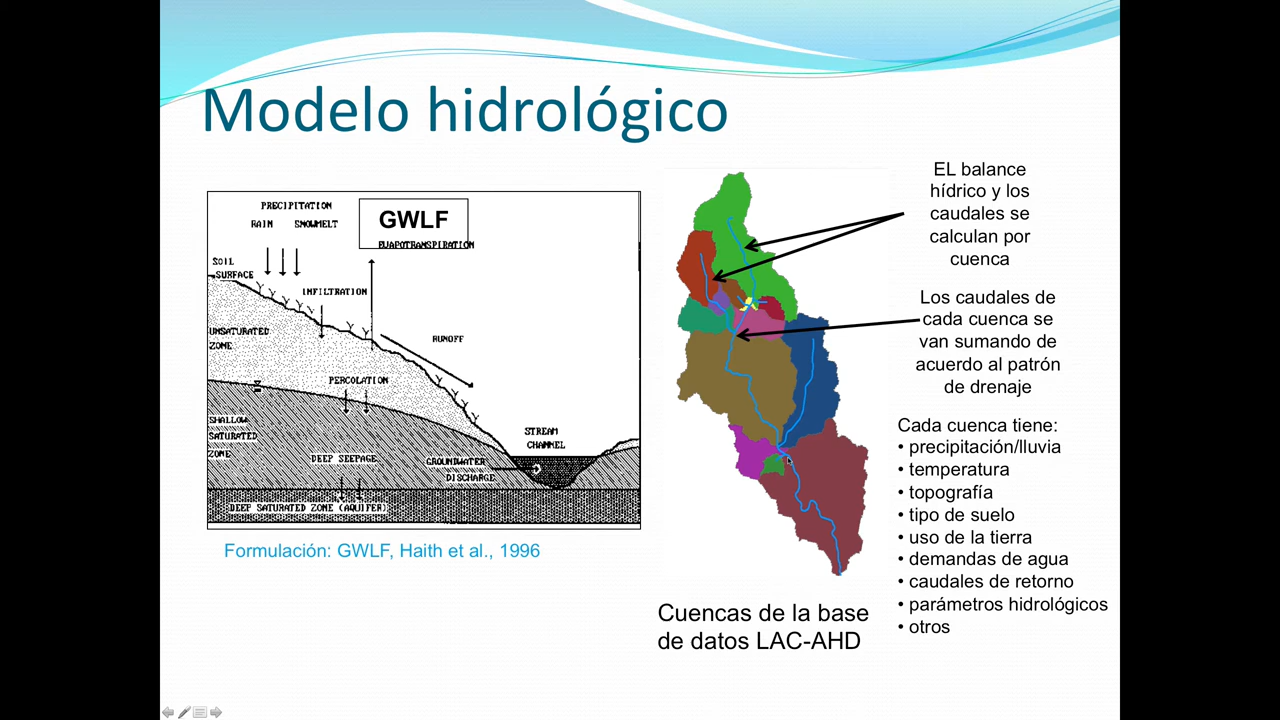 Modelo hidrológico
PRECIPITATION
RAIN SNOWMELT
GWLF
EVAPOTRANSPIRATION
SOIL
SURFACE
INFILTRATION
UNSATURATED
ZONE
RUNOFF
PERCOLATION
SHALLOW
SATURATED
ZONE
DEEP SEEPAGE
STREAM
CHANNEL
GROUNDWATER
DISCHARGE
DEEP SATURATED ZONE (AQUIFER)
Formulación: GWLF, Haith et al., 1996
EL balance
hídrico y los
caudales se
calculan por
cuenca
Los caudales de
cada cuenca se
van sumando de
acuerdo al patrón
de drenaje
Cada cuenca tiene:
• precipitación/lluvia
• temperatura
• topografía
• tipo de suelo
• uso de la tierra
• demandas de agua
• caudales de retorno
• parámetros hidrológicos
• otros
Cuencas de la base
de datos LAC-AHD